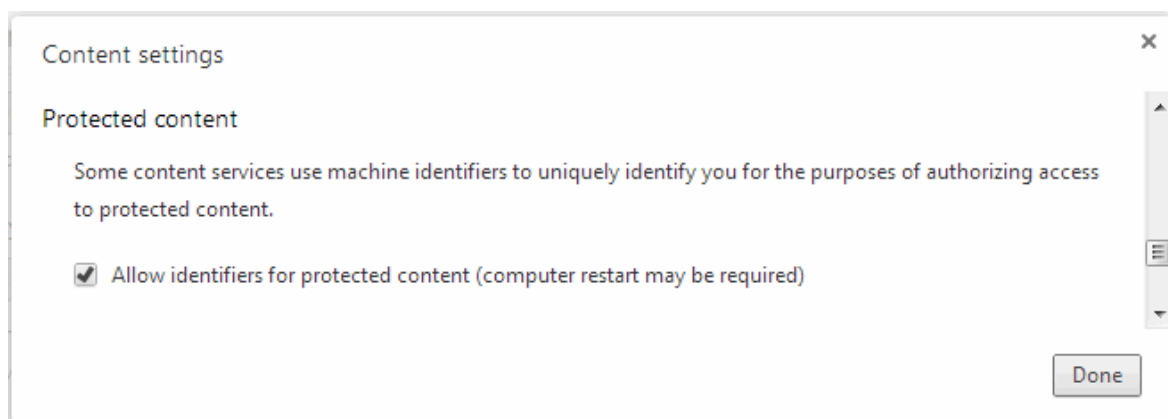 Content settings
Protected content
Some content services use machine identifiers to uniquely identify you for the purposes of authorizing access
to protected content.
Allow identifiers for protected content (computer restart may be required)
Done